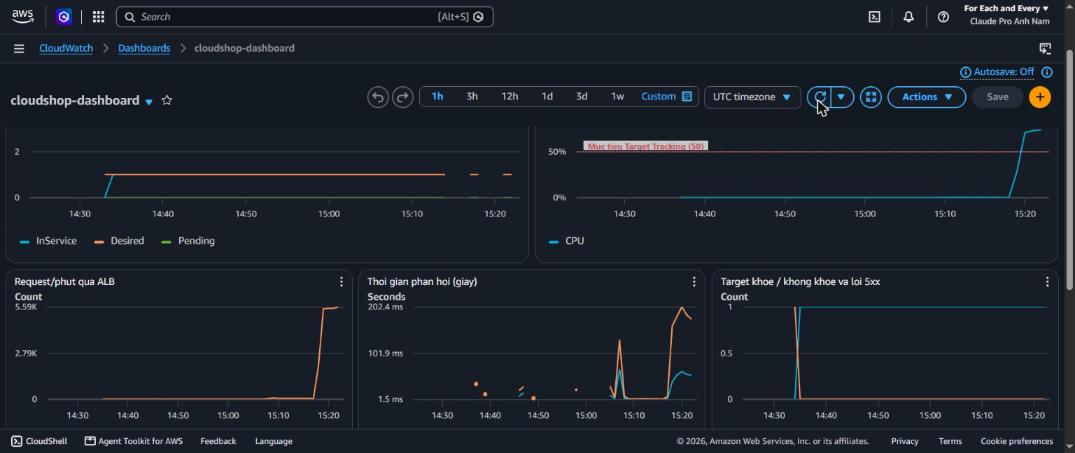 aws
Search
[Alt+S]
For Each and Every
Claude Pro Anh Nam
CloudWatch
Dashboards
cloudshop-dashboard
Autosave: Off
cloudshop-dashboard
1h
3h
12h
1d
3d
1w
Custom
UTC timezone
Actions
Save
2
0
14:30
14:40
14:50
15:00
15:10
15:20
InService
Desired
Pending
50%
Muc tieu Target Tracking (50)
0%
14:30
14:40
14:50
15:00
15:10
15:20
CPU
Request/phut qua ALB
Count
5.59K
2.79K
0
14:30
14:40
14:50
15:00
15:10
15:20
Thoi gian phan hoi (giay)
Seconds
202.4 ms
101.9 ms
1.5 ms
14:30
14:40
14:50
15:00
15:10
15:20
Target khoe / khong khoe va loi 5xx
Count
1
0.5
0
14:30
14:40
14:50
15:00
15:10
15:20
CloudShell
Agent Toolkit for AWS
Feedback
Language
© 2026, Amazon Web Services, Inc. or its affiliates.
Privacy
Terms
Cookie preferences